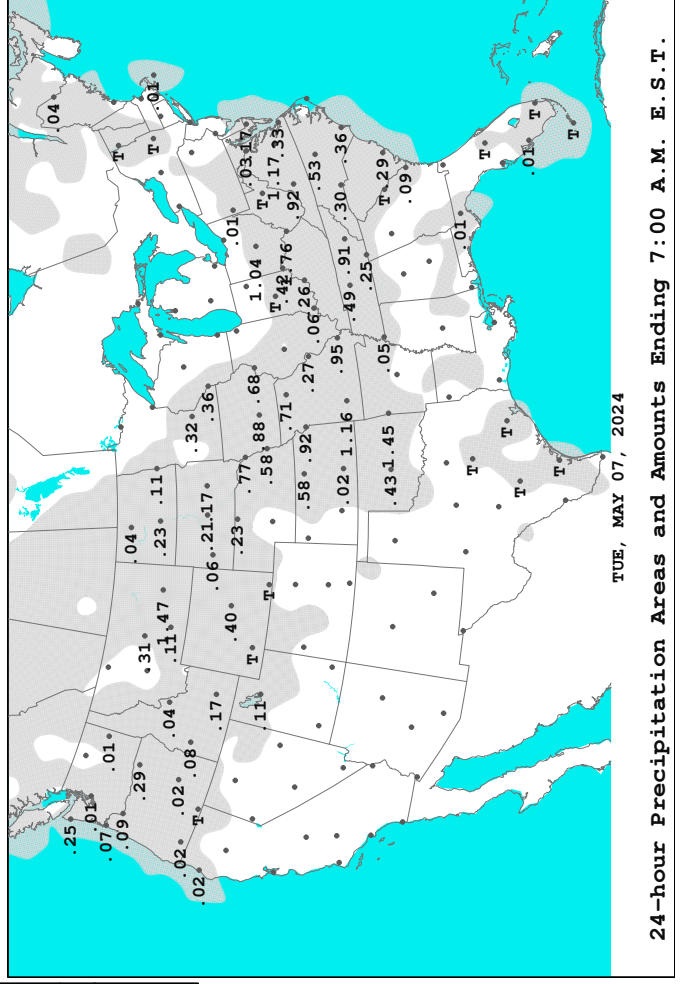 .04
.25
.01
.07
.01
T
.09
.04
.29
.31
T .01
.11
.23
1.47
.04 .11
.02
.02
.08
.32
.02 T
.21 .17 .36
.06
.17
.40 .01
.23
.77 .03 .17
T .68
.88 1.04
.11 T
.58
T 1.17
T .33
.42
.71
.92
.58 .92 .26
.27
.06 .53
.95
.30 .36
.02 1.16 .91
.49
.25
.05 T .29
.43 1.45
.09
.01
T
T
T
T
.01
T
T
T
TUE, MAY 07, 2024
24-hour Precipitation Areas and Amounts Ending 7:00 A.M. E.S.T.